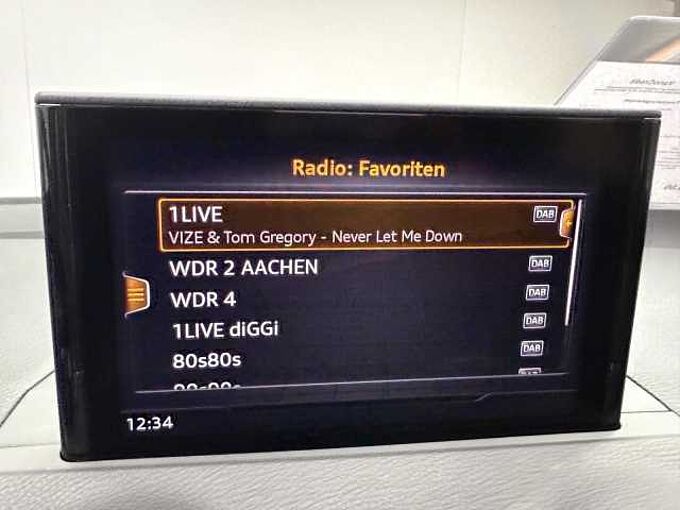 Radio: Favoriten
1LIVE DAB
VIZE & Tom Gregory - Never Let Me Down
WDR 2 AACHEN DAB
WDR 4 DAB
1LIVE diGGi DAB
80s80s DAB
12:34